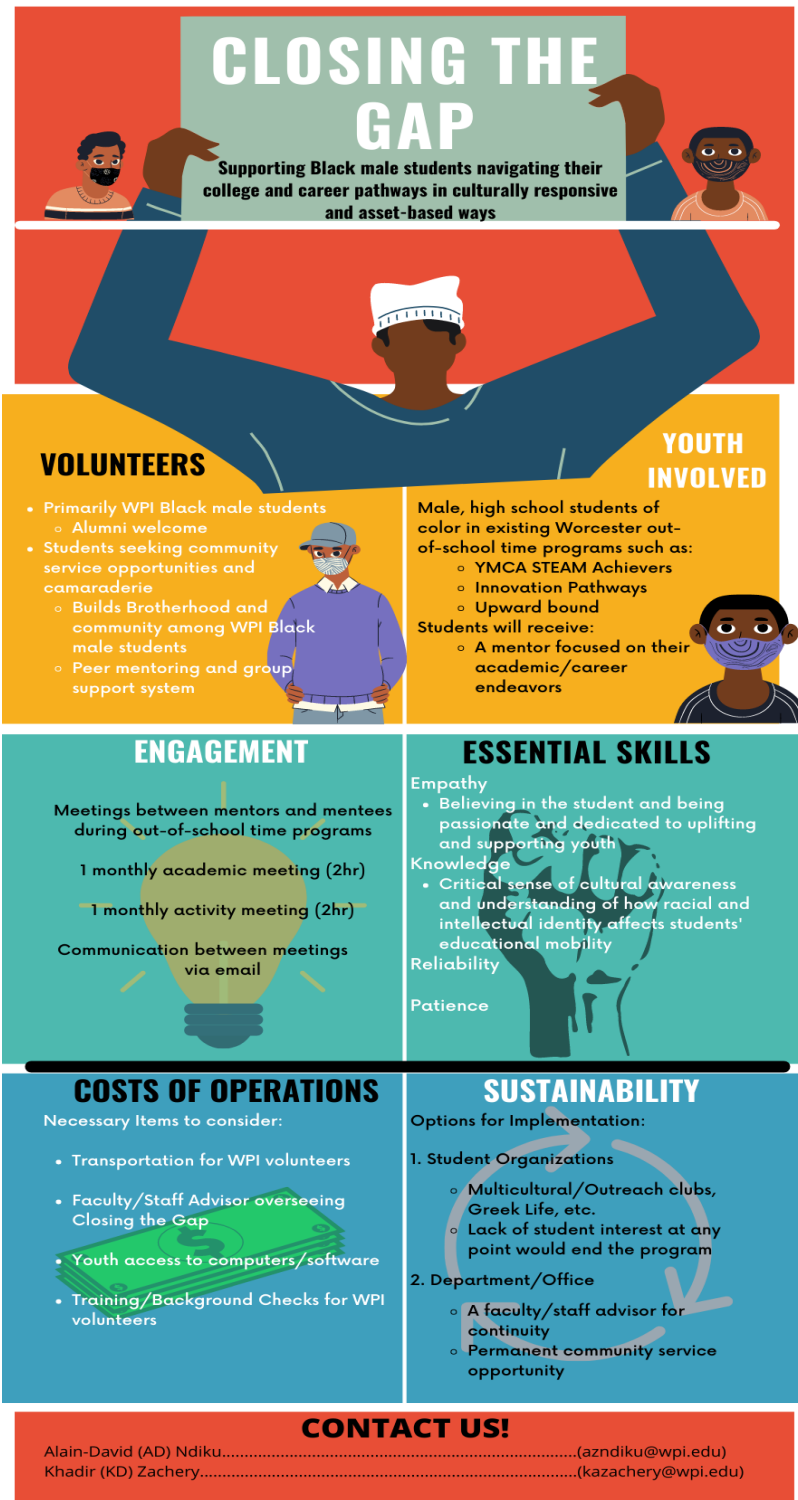 CLOSING THE
GAP
Supporting Black male students navigating their
college and career pathways in culturally responsive
and asset-based ways
VOLUNTEERS
• Primarily WPI Black male students
○ Alumni welcome
• Students seeking community
service opportunities and
camaraderie
○ Builds Brotherhood and
community among WPI Black
male students
○ Peer mentoring and group
support system
YOUTH
INVOLVED
Male, high school students of
color in existing Worcester out-
of-school time programs such as:
○ YMCA STEAM Achievers
○ Innovation Pathways
○ Upward bound
Students will receive:
○ A mentor focused on their
academic/career
endeavors
ENGAGEMENT
Meetings between mentors and mentees
during out-of-school time programs
1 monthly academic meeting (2hr)
1 monthly activity meeting (2hr)
Communication between meetings
via email
ESSENTIAL SKILLS
Empathy
• Believing in the student and being
passionate and dedicated to uplifting
and supporting youth
Knowledge
• Critical sense of cultural awareness
and understanding of how racial and
intellectual identity affects students'
educational mobility
Reliability
Patience
COSTS OF OPERATIONS
Necessary Items to consider:
• Transportation for WPI volunteers
• Faculty/Staff Advisor overseeing
Closing the Gap
• Youth access to computers/software
• Training/Background Checks for WPI
volunteers
SUSTAINABILITY
Options for Implementation:
1. Student Organizations
○ Multicultural/Outreach clubs,
Greek Life, etc.
○ Lack of student interest at any
point would end the program
2. Department/Office
○ A faculty/staff advisor for
continuity
○ Permanent community service
opportunity
CONTACT US!
Alain-David (AD) Ndiku................................................................................(azndiku@wpi.edu)
Khadir (KD) Zachery.....................................................................................(kazachery@wpi.edu)